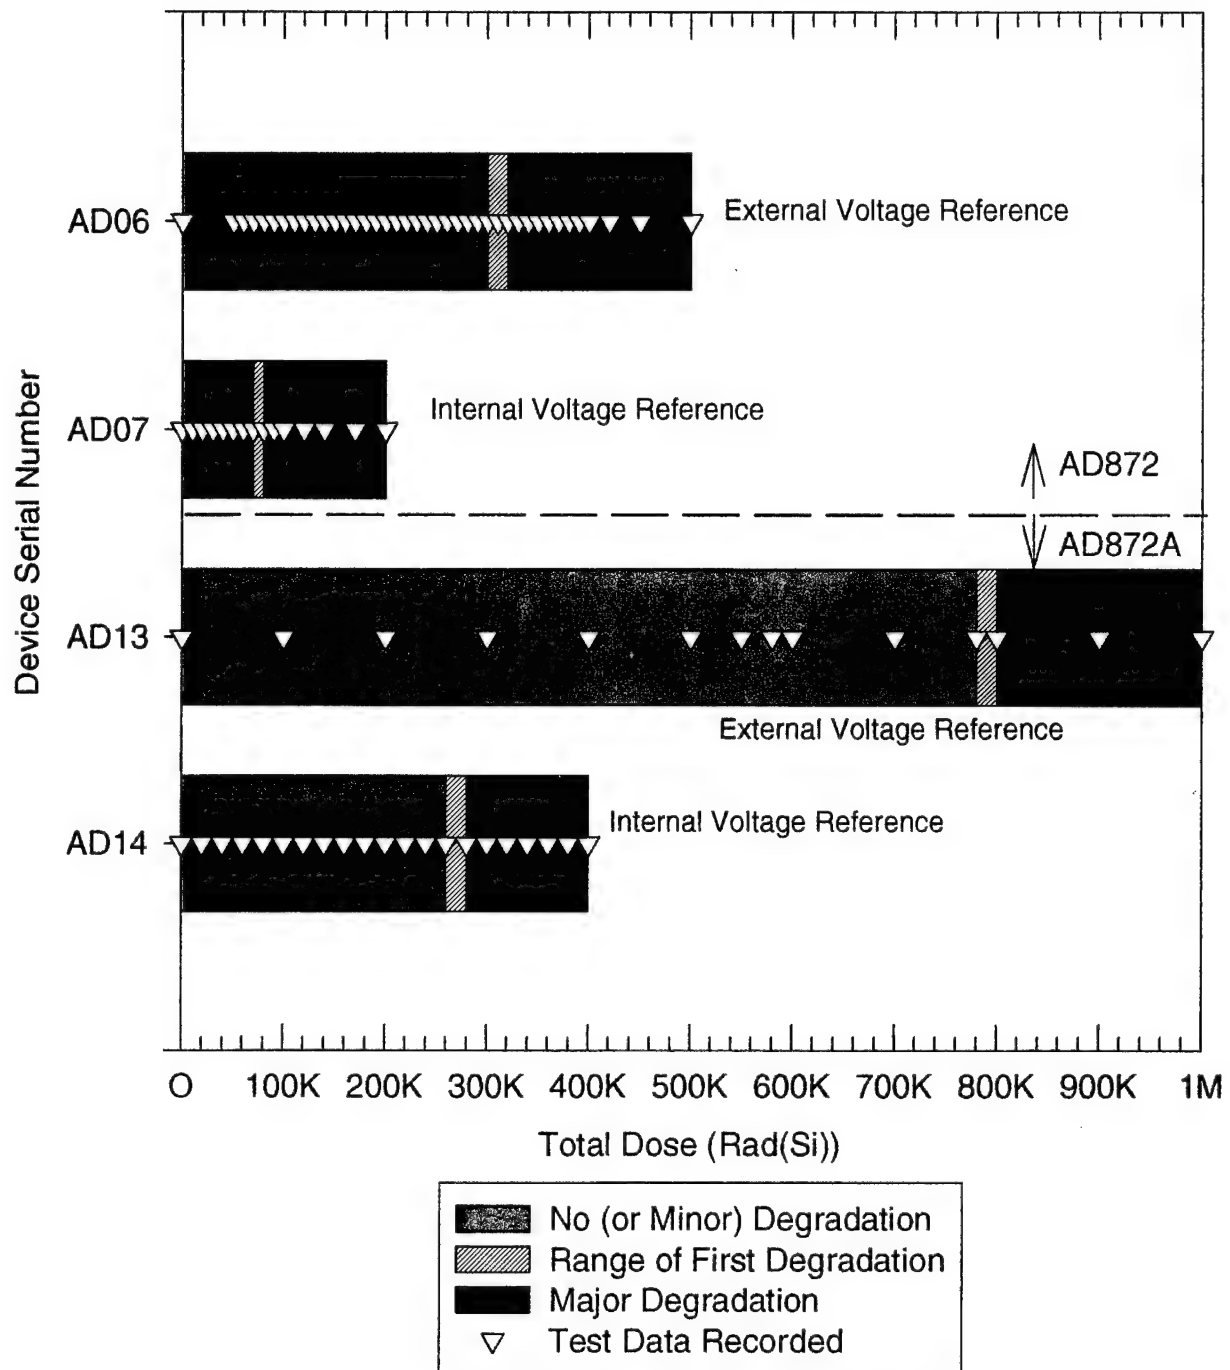 AD06
External Voltage Reference
AD07
Internal Voltage Reference
AD872
AD872A
AD13
External Voltage Reference
AD14
Internal Voltage Reference
Device Serial Number
O 100K 200K 300K 400K 500K 600K 700K 800K 900K 1M
Total Dose (Rad(Si))
No (or Minor) Degradation
Range of First Degradation
Major Degradation
Test Data Recorded